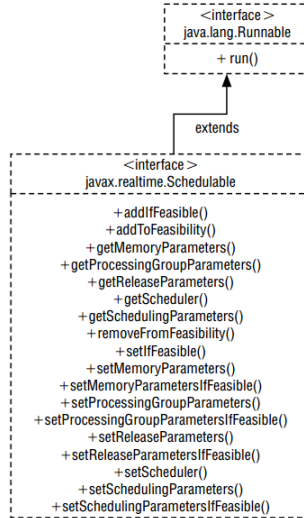 <interface>
java.lang.Runnable
+ run()
extends
<interface>
javax.realtime.Schedulable
+addIfFeasible()
+addToFeasibility()
+getMemoryParameters()
+getProcessingGroupParameters()
+getReleaseParameters()
+getScheduler()
+getSchedulingParameters()
+removeFromFeasibility()
+setIfFeasible()
+setMemoryParameters()
+setMemoryParametersIfFeasible()
+setProcessingGroupParameters()
+setProcessingGroupParametersIfFeasible()
+setReleaseParameters()
+setReleaseParametersIfFeasible()
+setScheduler()
+setSchedulingParameters()
+setSchedulingParametersIfFeasible()